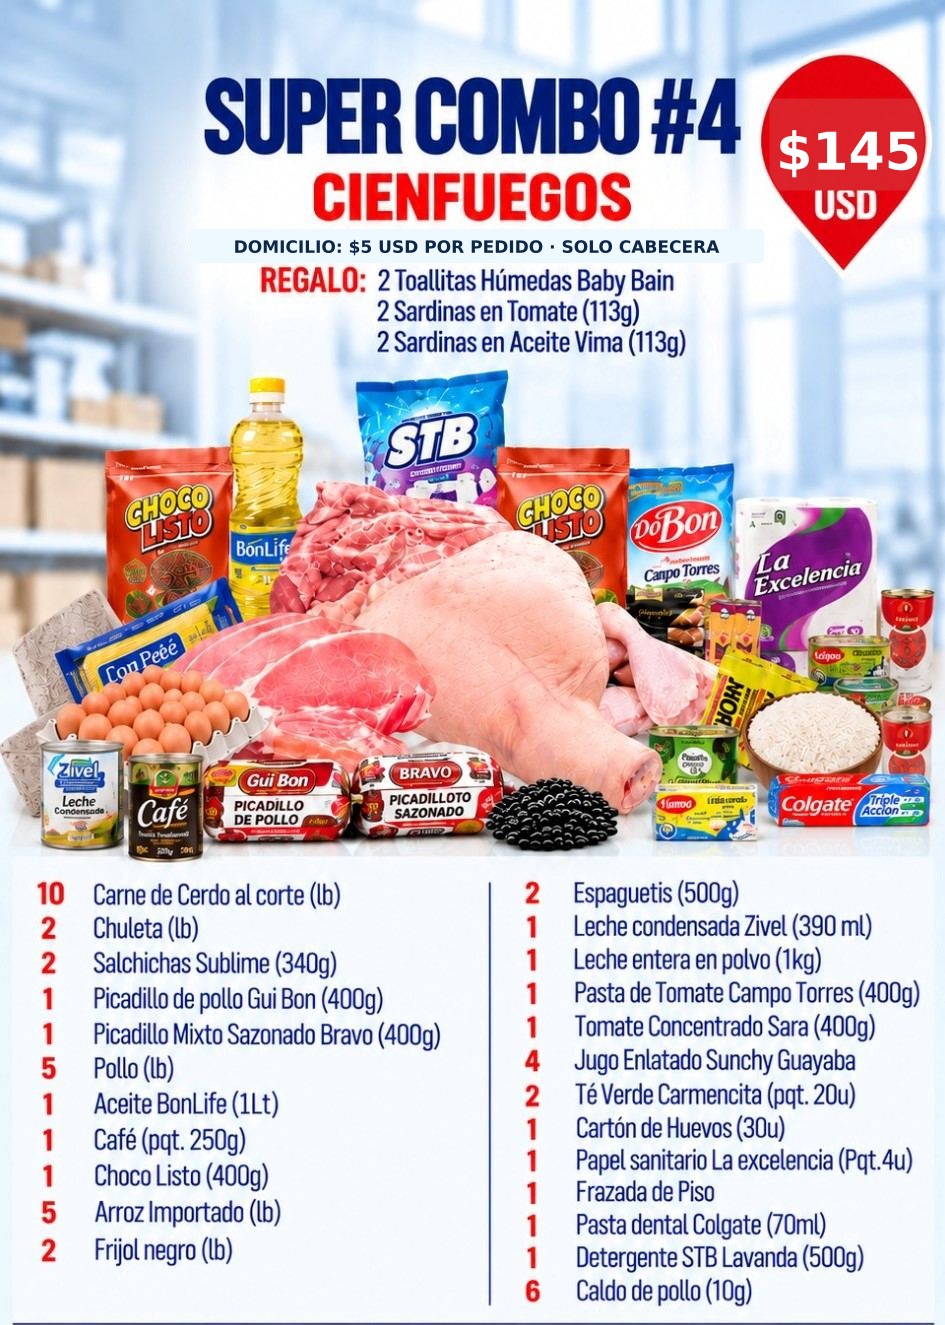 SUPER COMBO #4
$145
USD
CIENFUEGOS
DOMICILIO: $5 USD POR PEDIDO · SOLO CABECERA
REGALO: 2 Toallitas Húmedas Baby Bain
2 Sardinas en Tomate (113g)
2 Sardinas en Aceite Vima (113g)
STB
CHOCO
LISTO
BonLife
CHOCO
LISTO
DōBon
Campo Torres
La
Excelencia
Con Peéé
Zivel
Leche
Condensada
Café
Gui Bon
PICADILLO
DE POLLO
BRAVO
PICADILLOTO
SAZONADO
Colgate
Triple
Acción
10 Carne de Cerdo al corte (lb)
2 Chuleta (lb)
2 Salchichas Sublime (340g)
1 Picadillo de pollo Gui Bon (400g)
1 Picadillo Mixto Sazonado Bravo (400g)
5 Pollo (lb)
1 Aceite BonLife (1Lt)
1 Café (pqt. 250g)
1 Choco Listo (400g)
5 Arroz Importado (lb)
2 Frijol negro (lb)
2 Espaguetis (500g)
1 Leche condensada Zivel (390 ml)
1 Leche entera en polvo (1kg)
1 Pasta de Tomate Campo Torres (400g)
1 Tomate Concentrado Sara (400g)
4 Jugo Enlatado Sunchy Guayaba
2 Té Verde Carmencita (pqt. 20u)
1 Cartón de Huevos (30u)
1 Papel sanitario La excelencia (Pqt.4u)
1 Frazada de Piso
1 Pasta dental Colgate (70ml)
1 Detergente STB Lavanda (500g)
6 Caldo de pollo (10g)